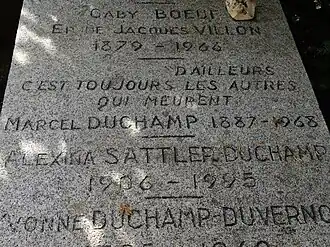 GABY BOEUF
EP. DE JACQUES VILLON
1879 - 1966
D'AILLEURS
C'EST TOUJOURS LES AUTRES
QUI MEURENT
MARCEL DUCHAMP 1887-1968
ALEXINA SATTLER-DUCHAMP
1906 - 1995
YVONNE DUCHAMP-DUVERNO